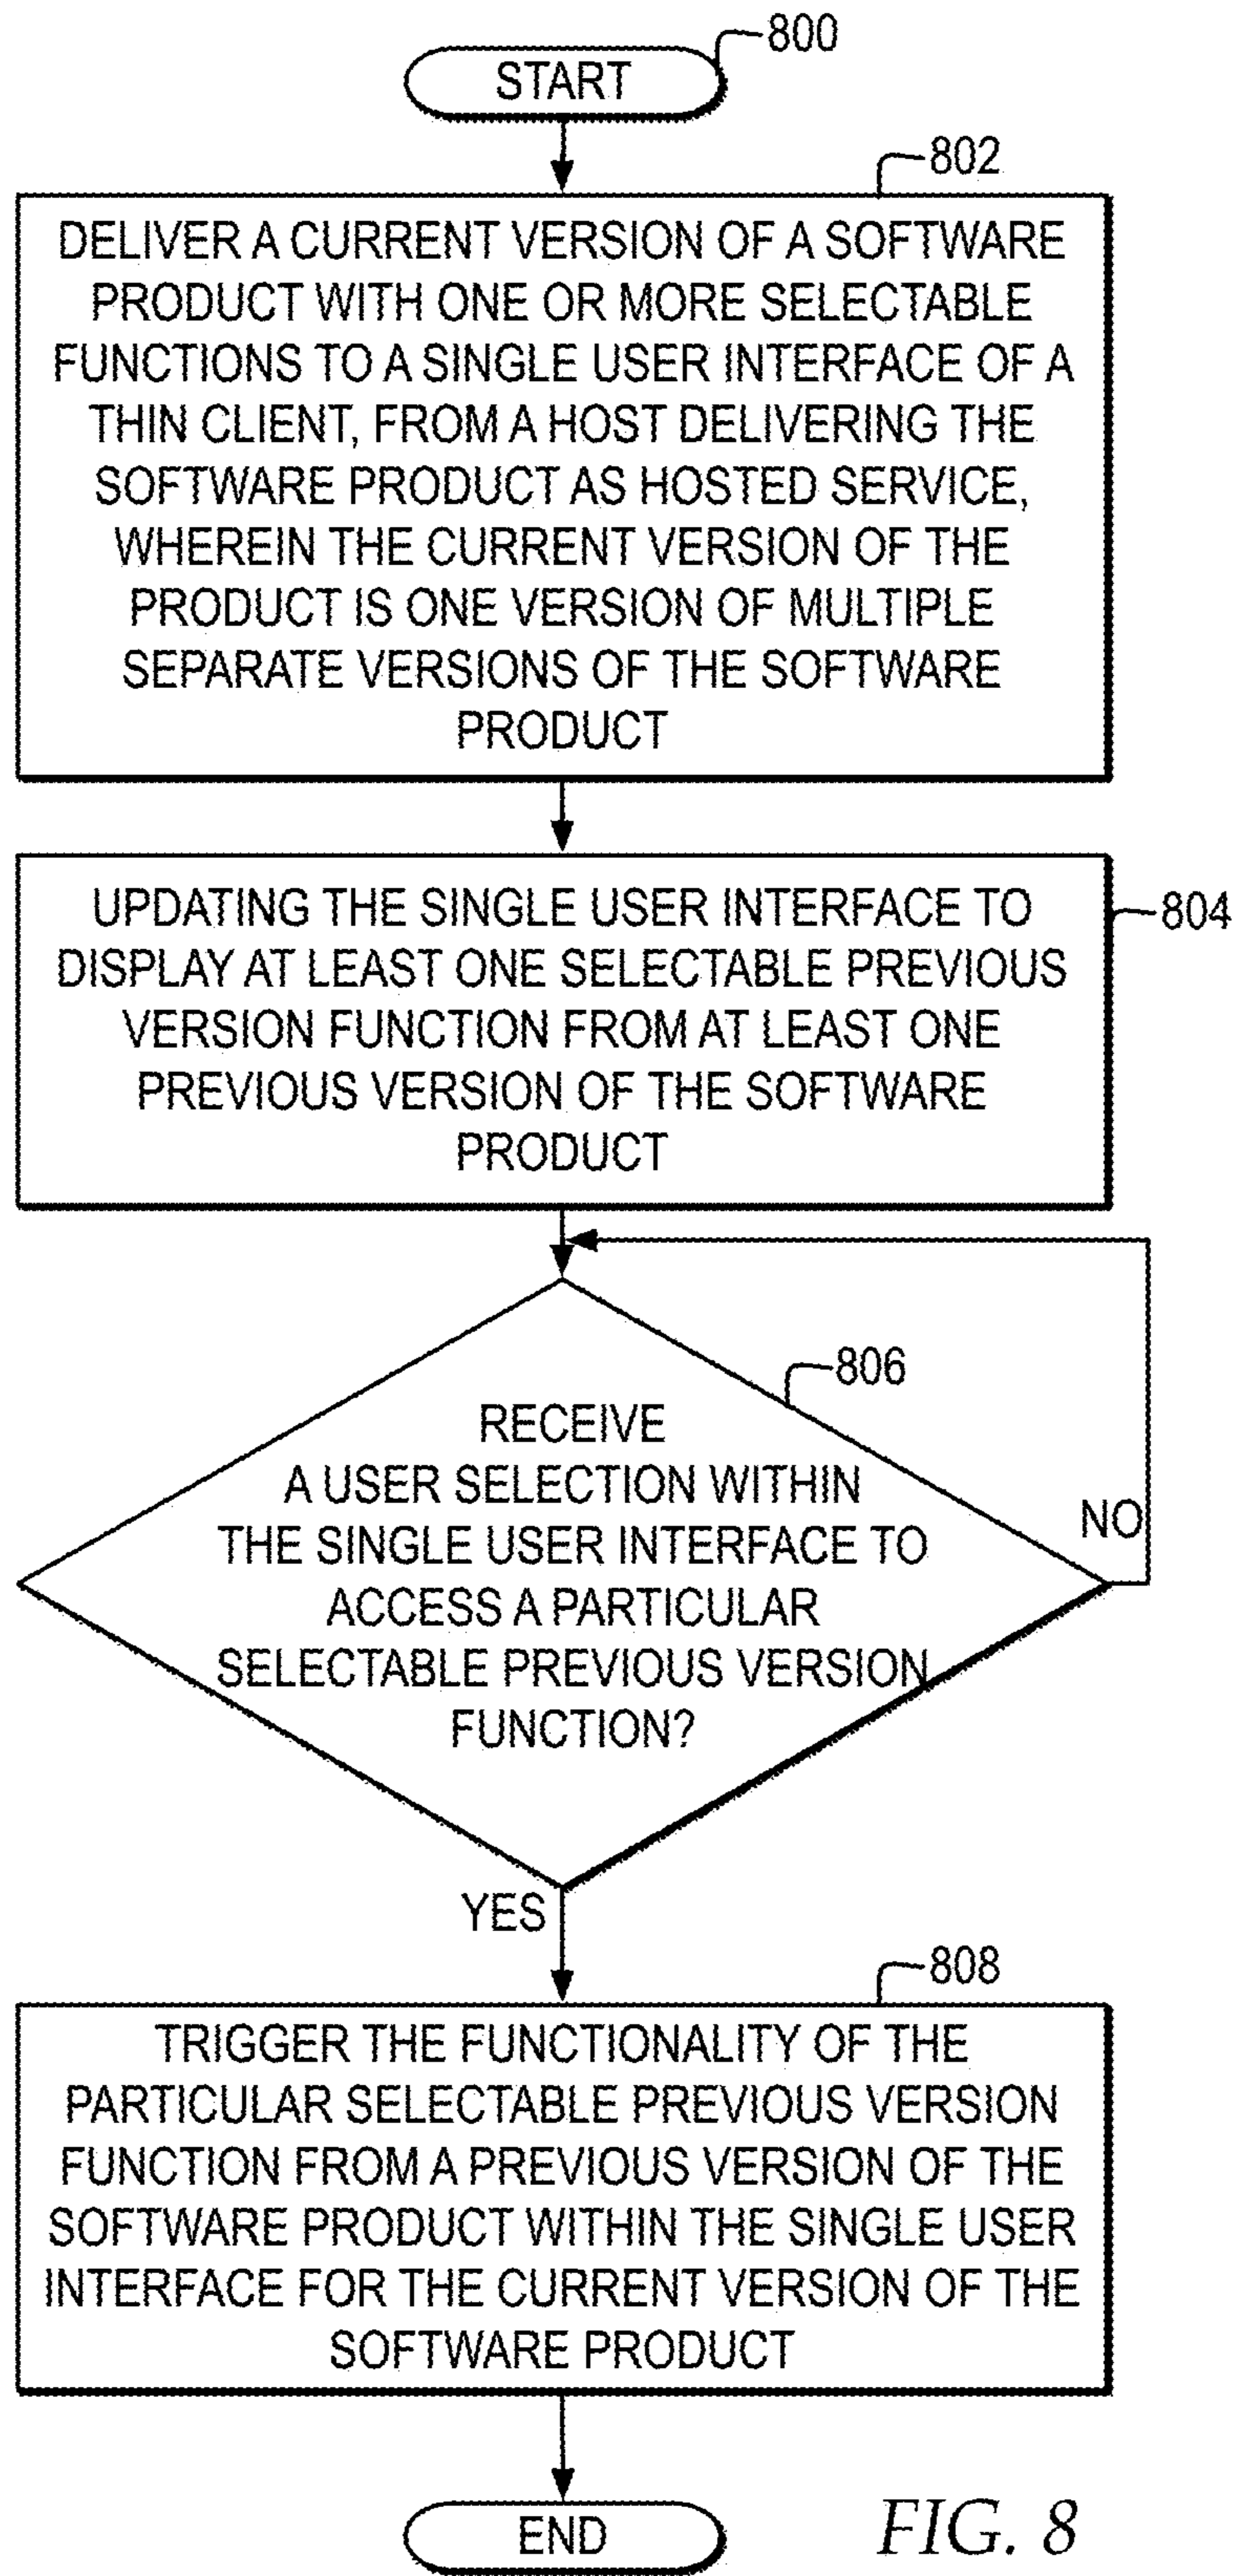 800
START
802
DELIVER A CURRENT VERSION OF A SOFTWARE
PRODUCT WITH ONE OR MORE SELECTABLE
FUNCTIONS TO A SINGLE USER INTERFACE OF A
THIN CLIENT, FROM A HOST DELIVERING THE
SOFTWARE PRODUCT AS HOSTED SERVICE,
WHEREIN THE CURRENT VERSION OF THE
PRODUCT IS ONE VERSION OF MULTIPLE
SEPARATE VERSIONS OF THE SOFTWARE
PRODUCT
804
UPDATING THE SINGLE USER INTERFACE TO
DISPLAY AT LEAST ONE SELECTABLE PREVIOUS
VERSION FUNCTION FROM AT LEAST ONE
PREVIOUS VERSION OF THE SOFTWARE
PRODUCT
806
RECEIVE
A USER SELECTION WITHIN
THE SINGLE USER INTERFACE TO
ACCESS A PARTICULAR
SELECTABLE PREVIOUS VERSION
FUNCTION?
NO
YES
808
TRIGGER THE FUNCTIONALITY OF THE
PARTICULAR SELECTABLE PREVIOUS VERSION
FUNCTION FROM A PREVIOUS VERSION OF THE
SOFTWARE PRODUCT WITHIN THE SINGLE USER
INTERFACE FOR THE CURRENT VERSION OF THE
SOFTWARE PRODUCT
END
FIG. 8